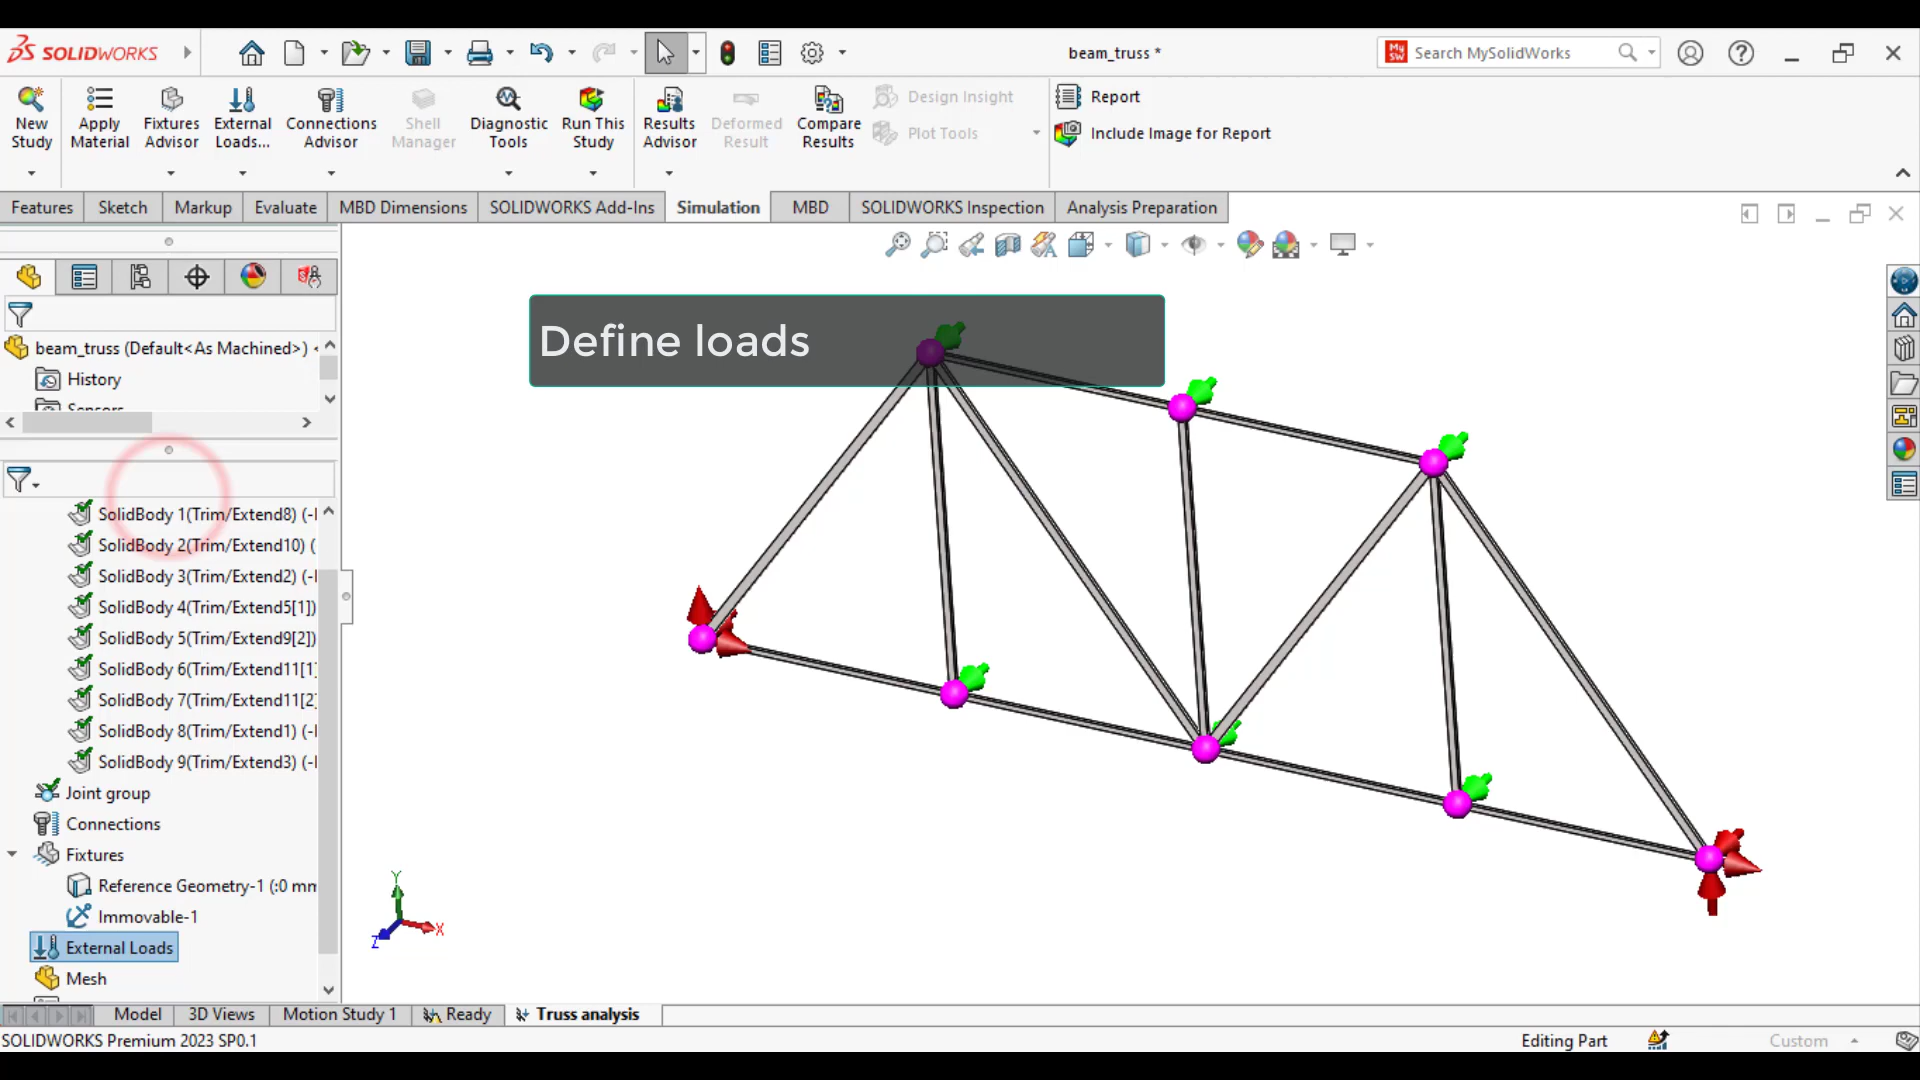 SOLIDWORKS
beam_truss *
Search MySolidWorks
New Study
Apply Material
Fixtures Advisor
External Loads...
Connections Advisor
Shell Manager
Diagnostic Tools
Run This Study
Results Advisor
Deformed Result
Compare Results
Design Insight
Plot Tools
Report
Include Image for Report
Features
Sketch
Markup
Evaluate
MBD Dimensions
SOLIDWORKS Add-Ins
Simulation
MBD
SOLIDWORKS Inspection
Analysis Preparation
beam_truss (Default<As Machined>)
History
Sensors
Define loads
SolidBody 1(Trim/Extend8) (-
SolidBody 2(Trim/Extend10) (
SolidBody 3(Trim/Extend2) (-
SolidBody 4(Trim/Extend5[1])
SolidBody 5(Trim/Extend9[2])
SolidBody 6(Trim/Extend11[1]
SolidBody 7(Trim/Extend11[2]
SolidBody 8(Trim/Extend1) (-
SolidBody 9(Trim/Extend3) (-
Joint group
Connections
Fixtures
Reference Geometry-1 (:0 mm
Immovable-1
External Loads
Mesh
Y
X
Z
Model
3D Views
Motion Study 1
Ready
Truss analysis
SOLIDWORKS Premium 2023 SP0.1
Editing Part
Custom